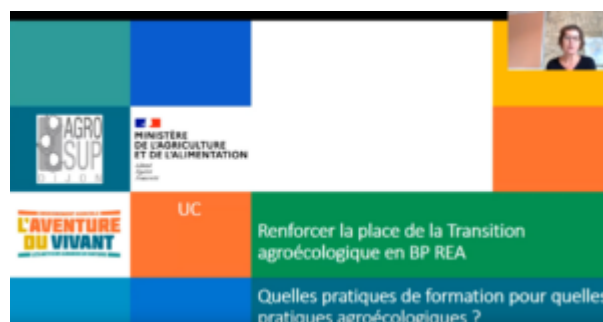 AGRO
SUP
DIJON
MINISTÈRE
DE L'AGRICULTURE
ET DE L'ALIMENTATION
L'AVENTURE
DU VIVANT
UC
Renforcer la place de la Transition
agroécologique en BP REA
Quelles pratiques de formation pour quelles
pratiques agroécologiques ?